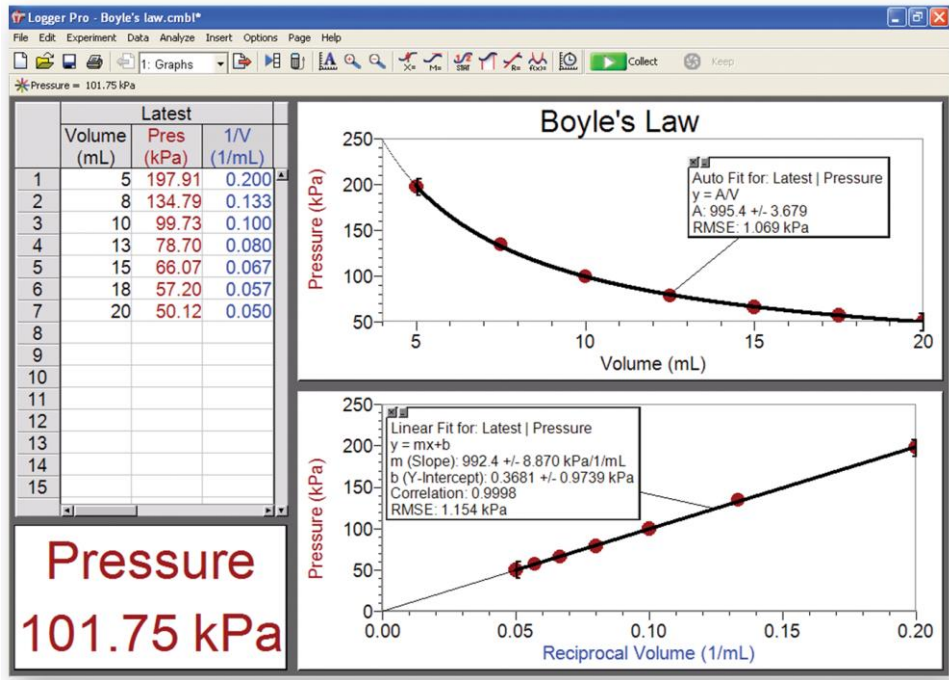 Logger Pro - Boyle's law.cmbl*
File Edit Experiment Data Analyze Insert Options Page Help
1: Graphs
Collect
Keep
Pressure = 101.75 kPa
Latest
Volume Pres 1/V
(mL) (kPa) (1/mL)
1 5 197.91 0.200
2 8 134.79 0.133
3 10 99.73 0.100
4 13 78.70 0.080
5 15 66.07 0.067
6 18 57.20 0.057
7 20 50.12 0.050
8
9
10
11
12
13
14
15
Pressure
101.75 kPa
Boyle's Law
250
200
150
100
50
Pressure (kPa)
Auto Fit for: Latest | Pressure
y = A/V
A: 995.4 +/- 3.679
RMSE: 1.069 kPa
5 10 15 20
Volume (mL)
250
200
150
100
50
0
Pressure (kPa)
Linear Fit for: Latest | Pressure
y = mx+b
m (Slope): 992.4 +/- 8.870 kPa/1/mL
b (Y-Intercept): 0.3681 +/- 0.9739 kPa
Correlation: 0.9998
RMSE: 1.154 kPa
0.00 0.05 0.10 0.15 0.20
Reciprocal Volume (1/mL)